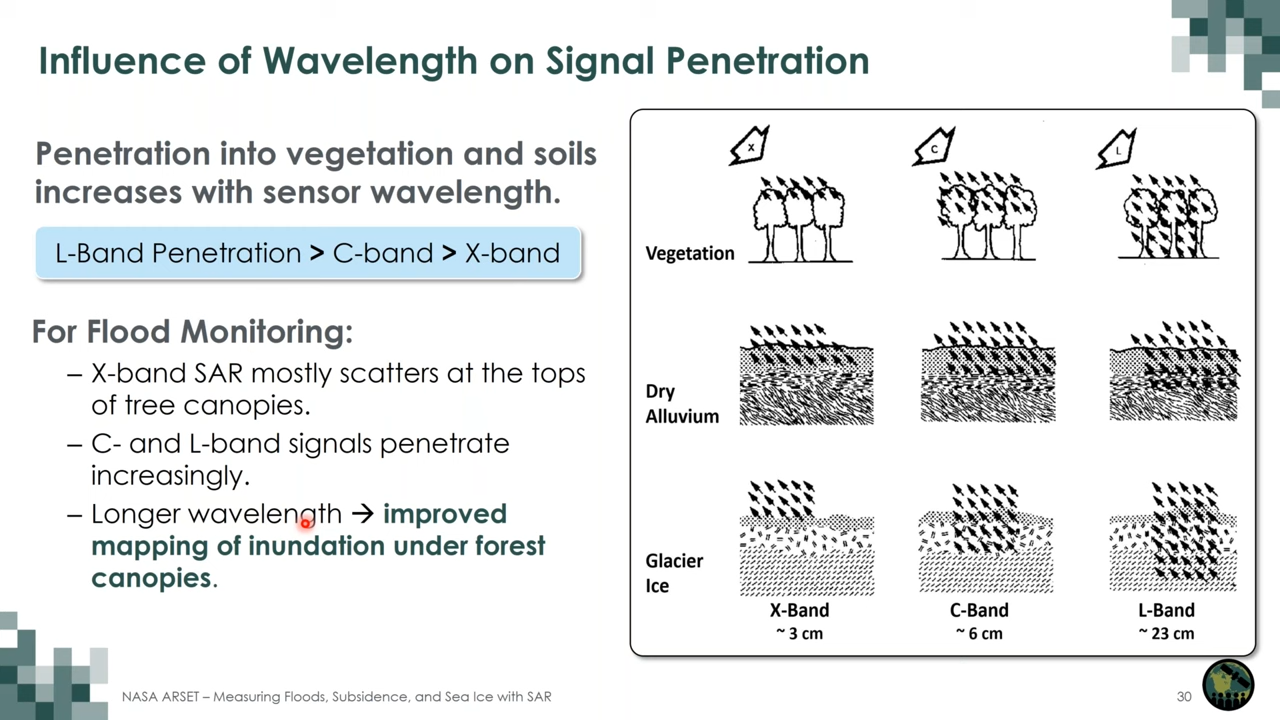 Influence of Wavelength on Signal Penetration
Penetration into vegetation and soils
increases with sensor wavelength.
L-Band Penetration > C-band > X-band
For Flood Monitoring:
– X-band SAR mostly scatters at the tops
of tree canopies.
– C- and L-band signals penetrate
increasingly.
– Longer wavelength → improved
mapping of inundation under forest
canopies.
X
C
L
Vegetation
Dry
Alluvium
Glacier
Ice
X-Band
~ 3 cm
C-Band
~ 6 cm
L-Band
~ 23 cm
NASA ARSET – Measuring Floods, Subsidence, and Sea Ice with SAR
30